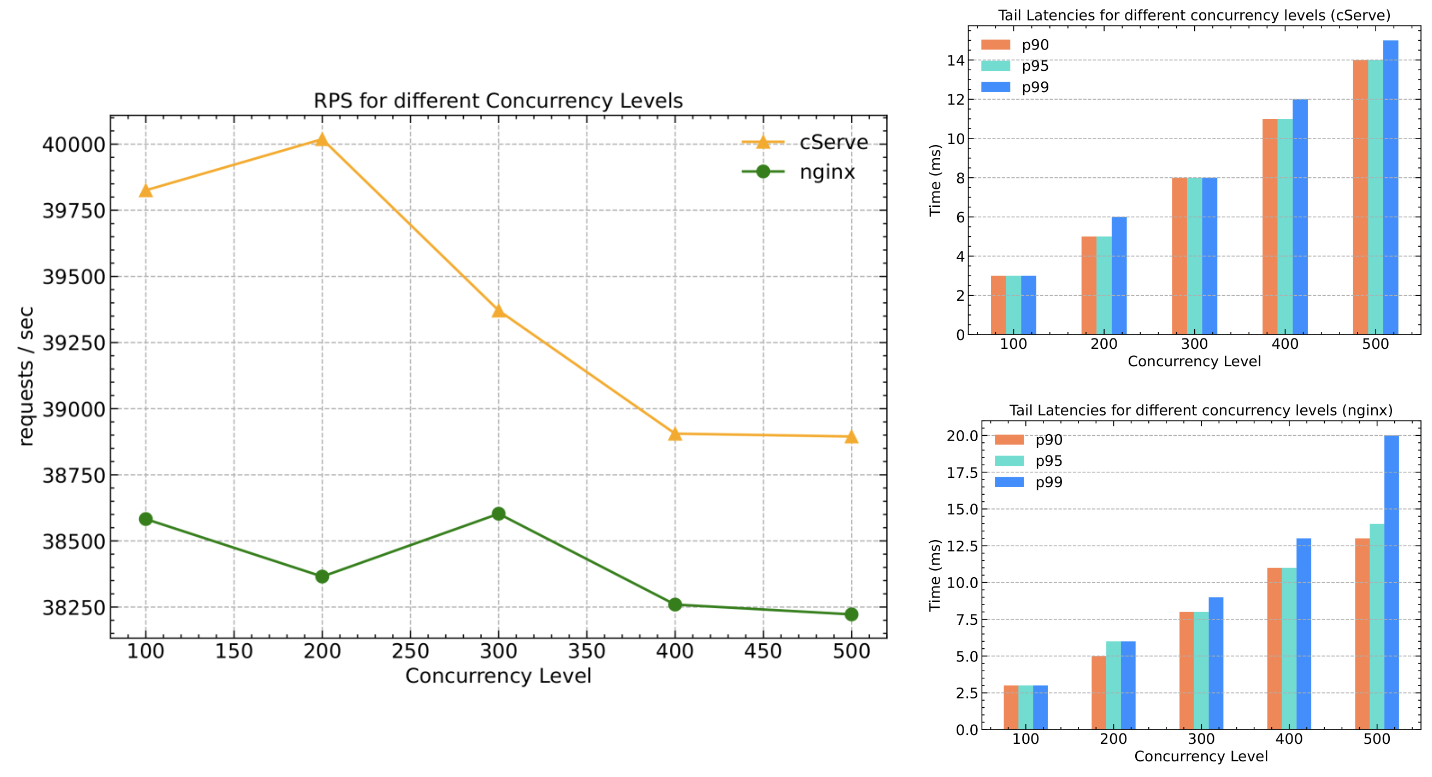 RPS for different Concurrency Levels
cServe
nginx
40000
39750
39500
39250
39000
38750
38500
38250
requests / sec
100 150 200 250 300 350 400 450 500
Concurrency Level
Tail Latencies for different concurrency levels (cServe)
p90
p95
p99
14
12
10
8
6
4
2
0
Time (ms)
100 200 300 400 500
Concurrency Level
Tail Latencies for different concurrency levels (nginx)
p90
p95
p99
20.0
17.5
15.0
12.5
10.0
7.5
5.0
2.5
0.0
Time (ms)
100 200 300 400 500
Concurrency Level